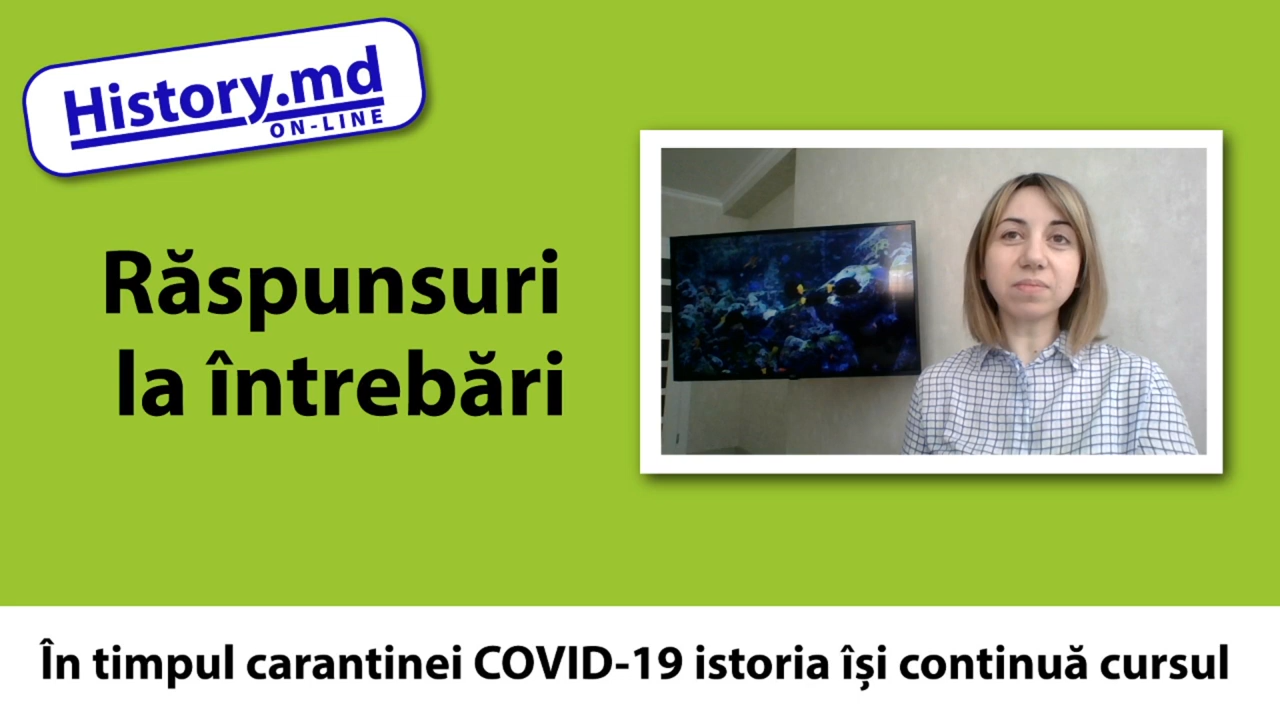 History.md
ON-LINE
Răspunsuri
la întrebări
În timpul carantinei COVID-19 istoria își continuă cursul